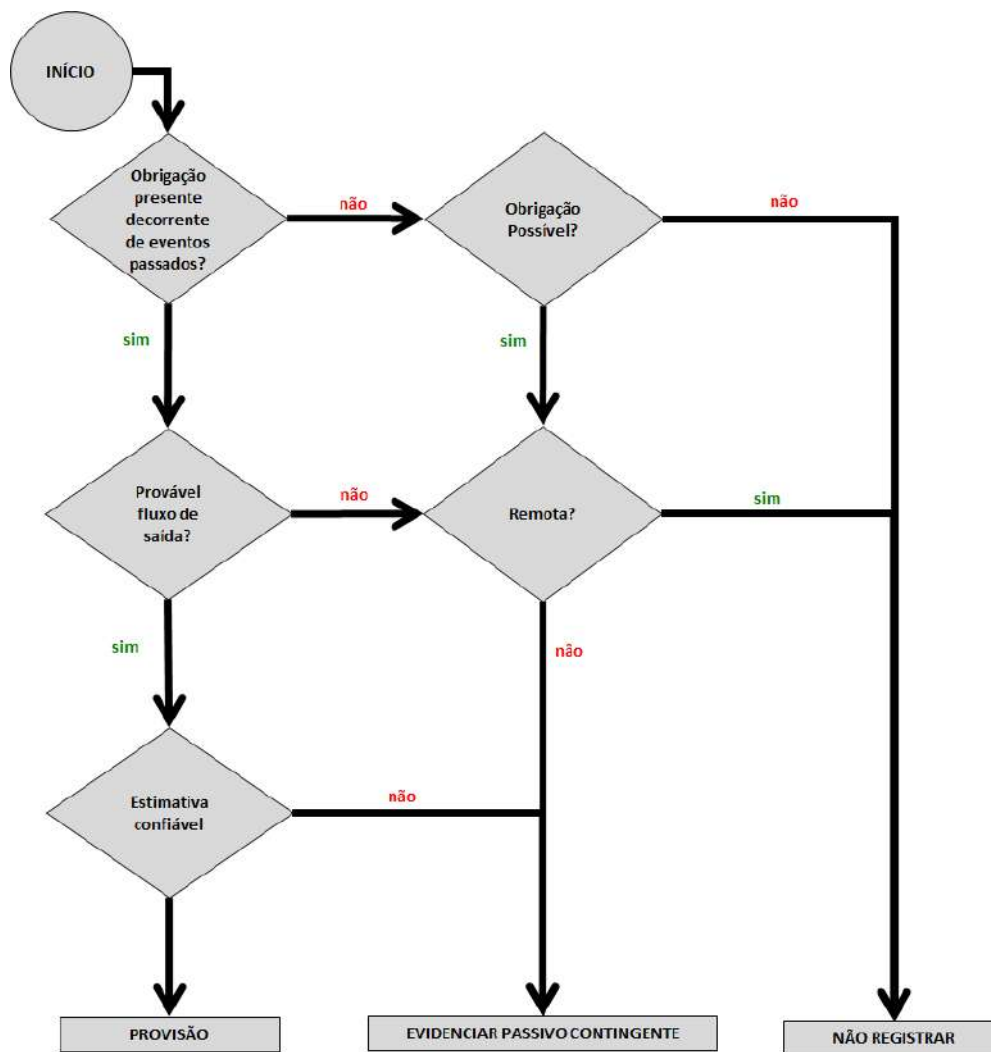 INÍCIO
Obrigação
presente
decorrente
de eventos
passados?
não
Obrigação
Possível?
não
sim
sim
Provável
fluxo de
saída?
não
Remota?
sim
sim
não
Estimativa
confiável
não
PROVISÃO
EVIDENCIAR PASSIVO CONTINGENTE
NÃO REGISTRAR